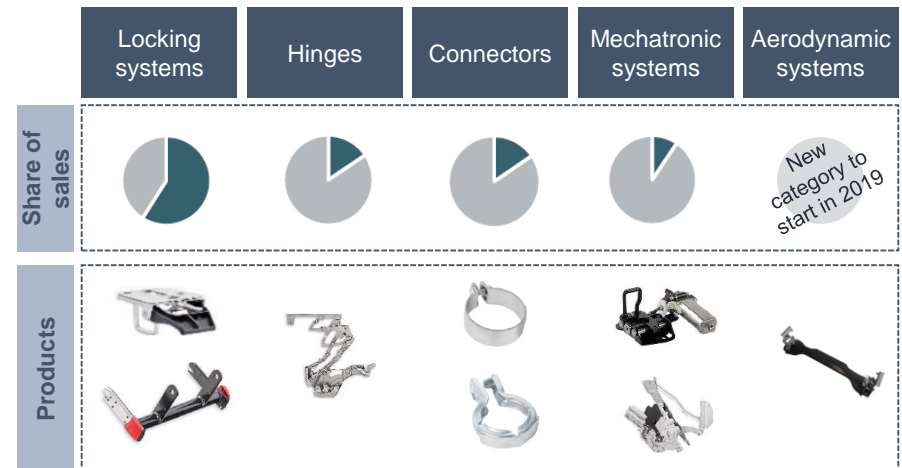 Locking
systems
Hinges
Connectors
Mechatronic
systems
Aerodynamic
systems
Share of
sales
New
category to
start in 2019
Products